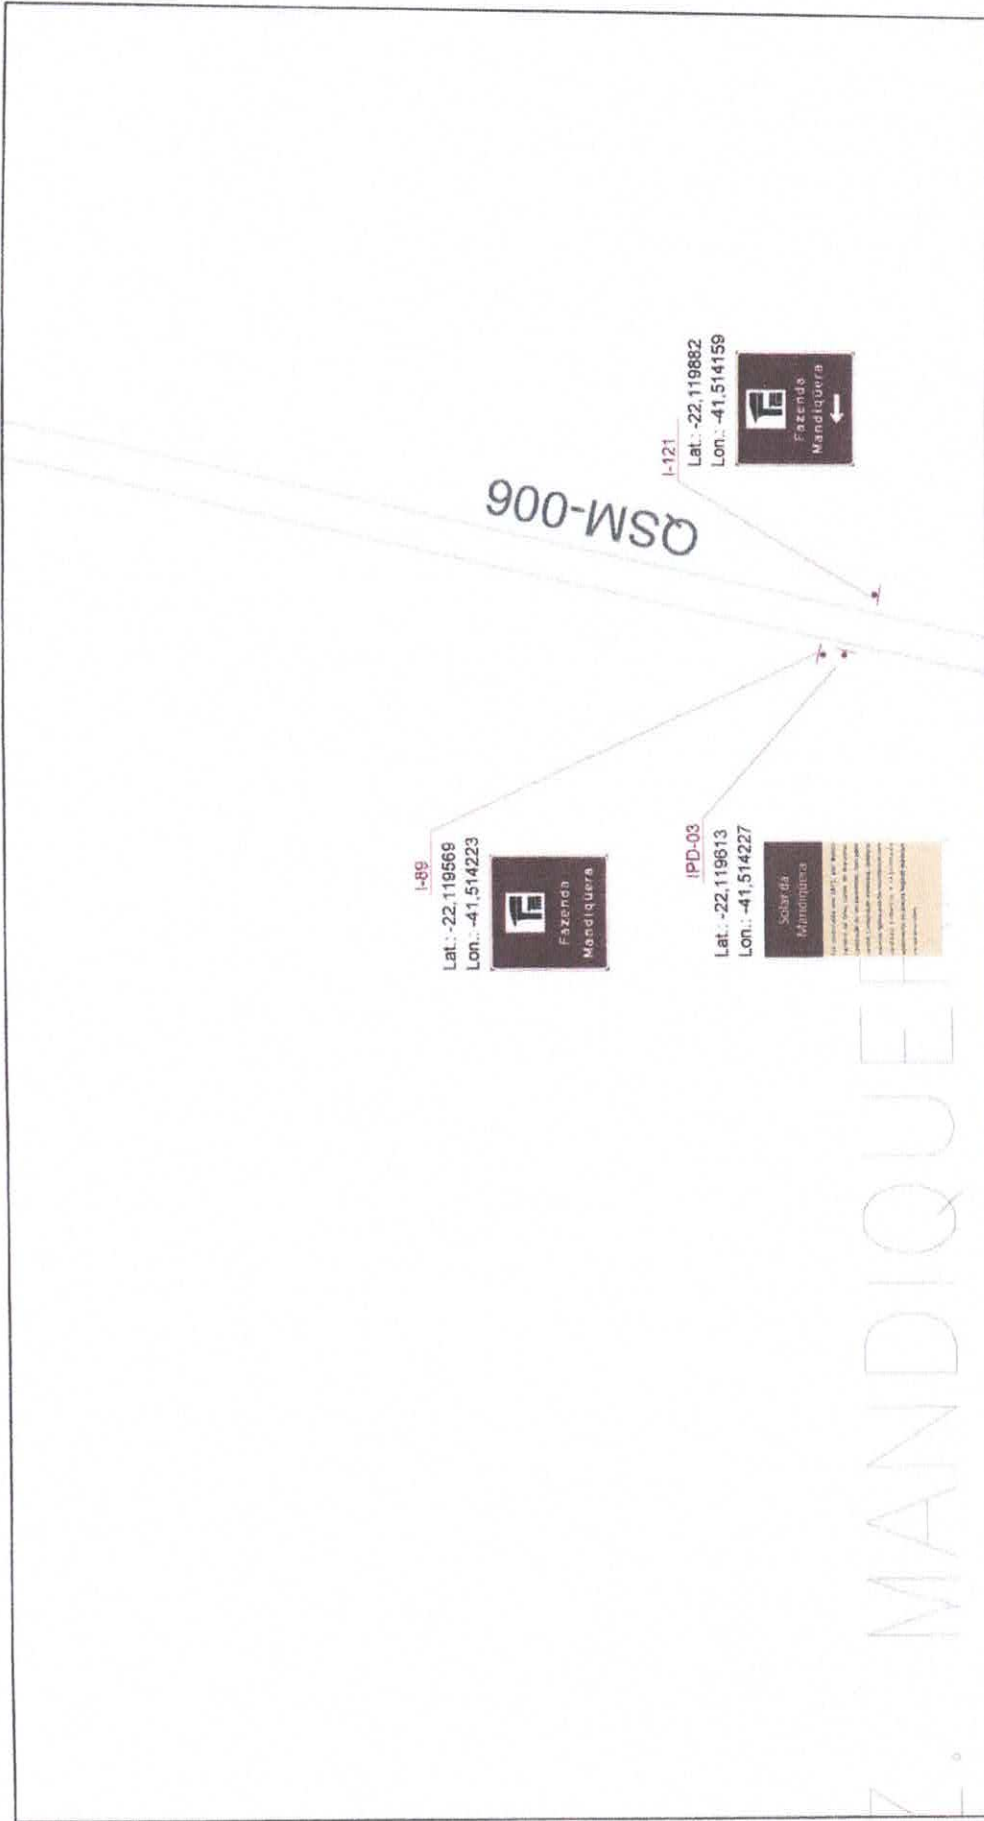 I-89
Lat.: -22,119569
Lon.: -41,514223
Fazenda
Mandiquera
IPD-03
Lat.: -22,119613
Lon.: -41,514227
Solar da
Mandiquera
QSM-006
I-121
Lat.: -22,119882
Lon.: -41,514159
Fazenda
Mandiquera
Z. MANDIQUE